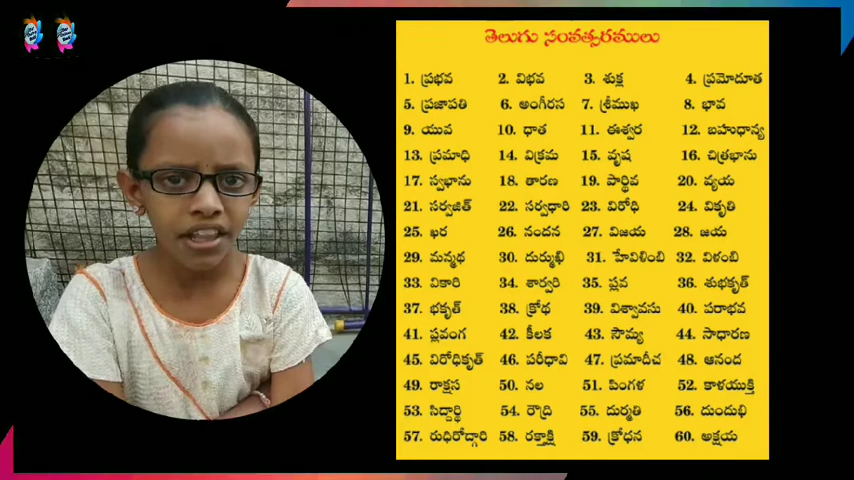 తెలుగు సంవత్సరములు
1. ప్రభవ 2. విభవ 3. శుక్ల 4. ప్రమోదూత
5. ప్రజాపతి 6. అంగీరస 7. శ్రీముఖ 8. భావ
9. యువ 10. ధాత 11. ఈశ్వర 12. బహుధాన్య
13. ప్రమాధి 14. విక్రమ 15. వృష 16. చిత్రభాను
17. స్వభాను 18. తారణ 19. పార్థివ 20. వ్యయ
21. సర్వజిత్ 22. సర్వధారి 23. విరోధి 24. వికృతి
25. ఖర 26. నందన 27. విజయ 28. జయ
29. మన్మథ 30. దుర్ముఖి 31. హేవిళంబి 32. విళంబి
33. వికారి 34. శార్వరి 35. ప్లవ 36. శుభకృత్
37. భకృత్ 38. క్రోథ 39. విశ్వావసు 40. పరాభవ
41. ప్లవంగ 42. కీలక 43. సౌమ్య 44. సాధారణ
45. విరోధికృత్ 46. పరీధావి 47. ప్రమాదీచ 48. ఆనంద
49. రాక్షస 50. నల 51. పింగళ 52. కాళయుక్తి
53. సిద్దార్థి 54. రౌద్రి 55. దుర్మతి 56. దుందుభి
57. రుధిరోద్గారి 58. రక్తాక్షి 59. క్రోధన 60. అక్షయ